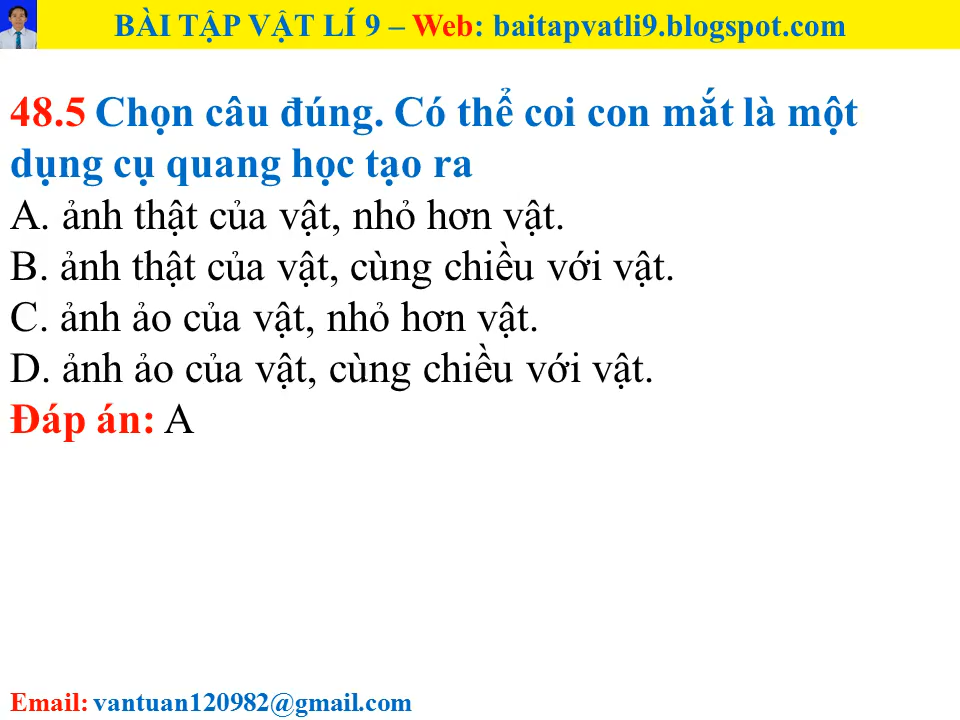 BÀI TẬP VẬT LÍ 9 – Web: baitapvatli9.blogspot.com
48.5 Chọn câu đúng. Có thể coi con mắt là một
dụng cụ quang học tạo ra
A. ảnh thật của vật, nhỏ hơn vật.
B. ảnh thật của vật, cùng chiều với vật.
C. ảnh ảo của vật, nhỏ hơn vật.
D. ảnh ảo của vật, cùng chiều với vật.
Đáp án: A
Email: vantuan120982@gmail.com